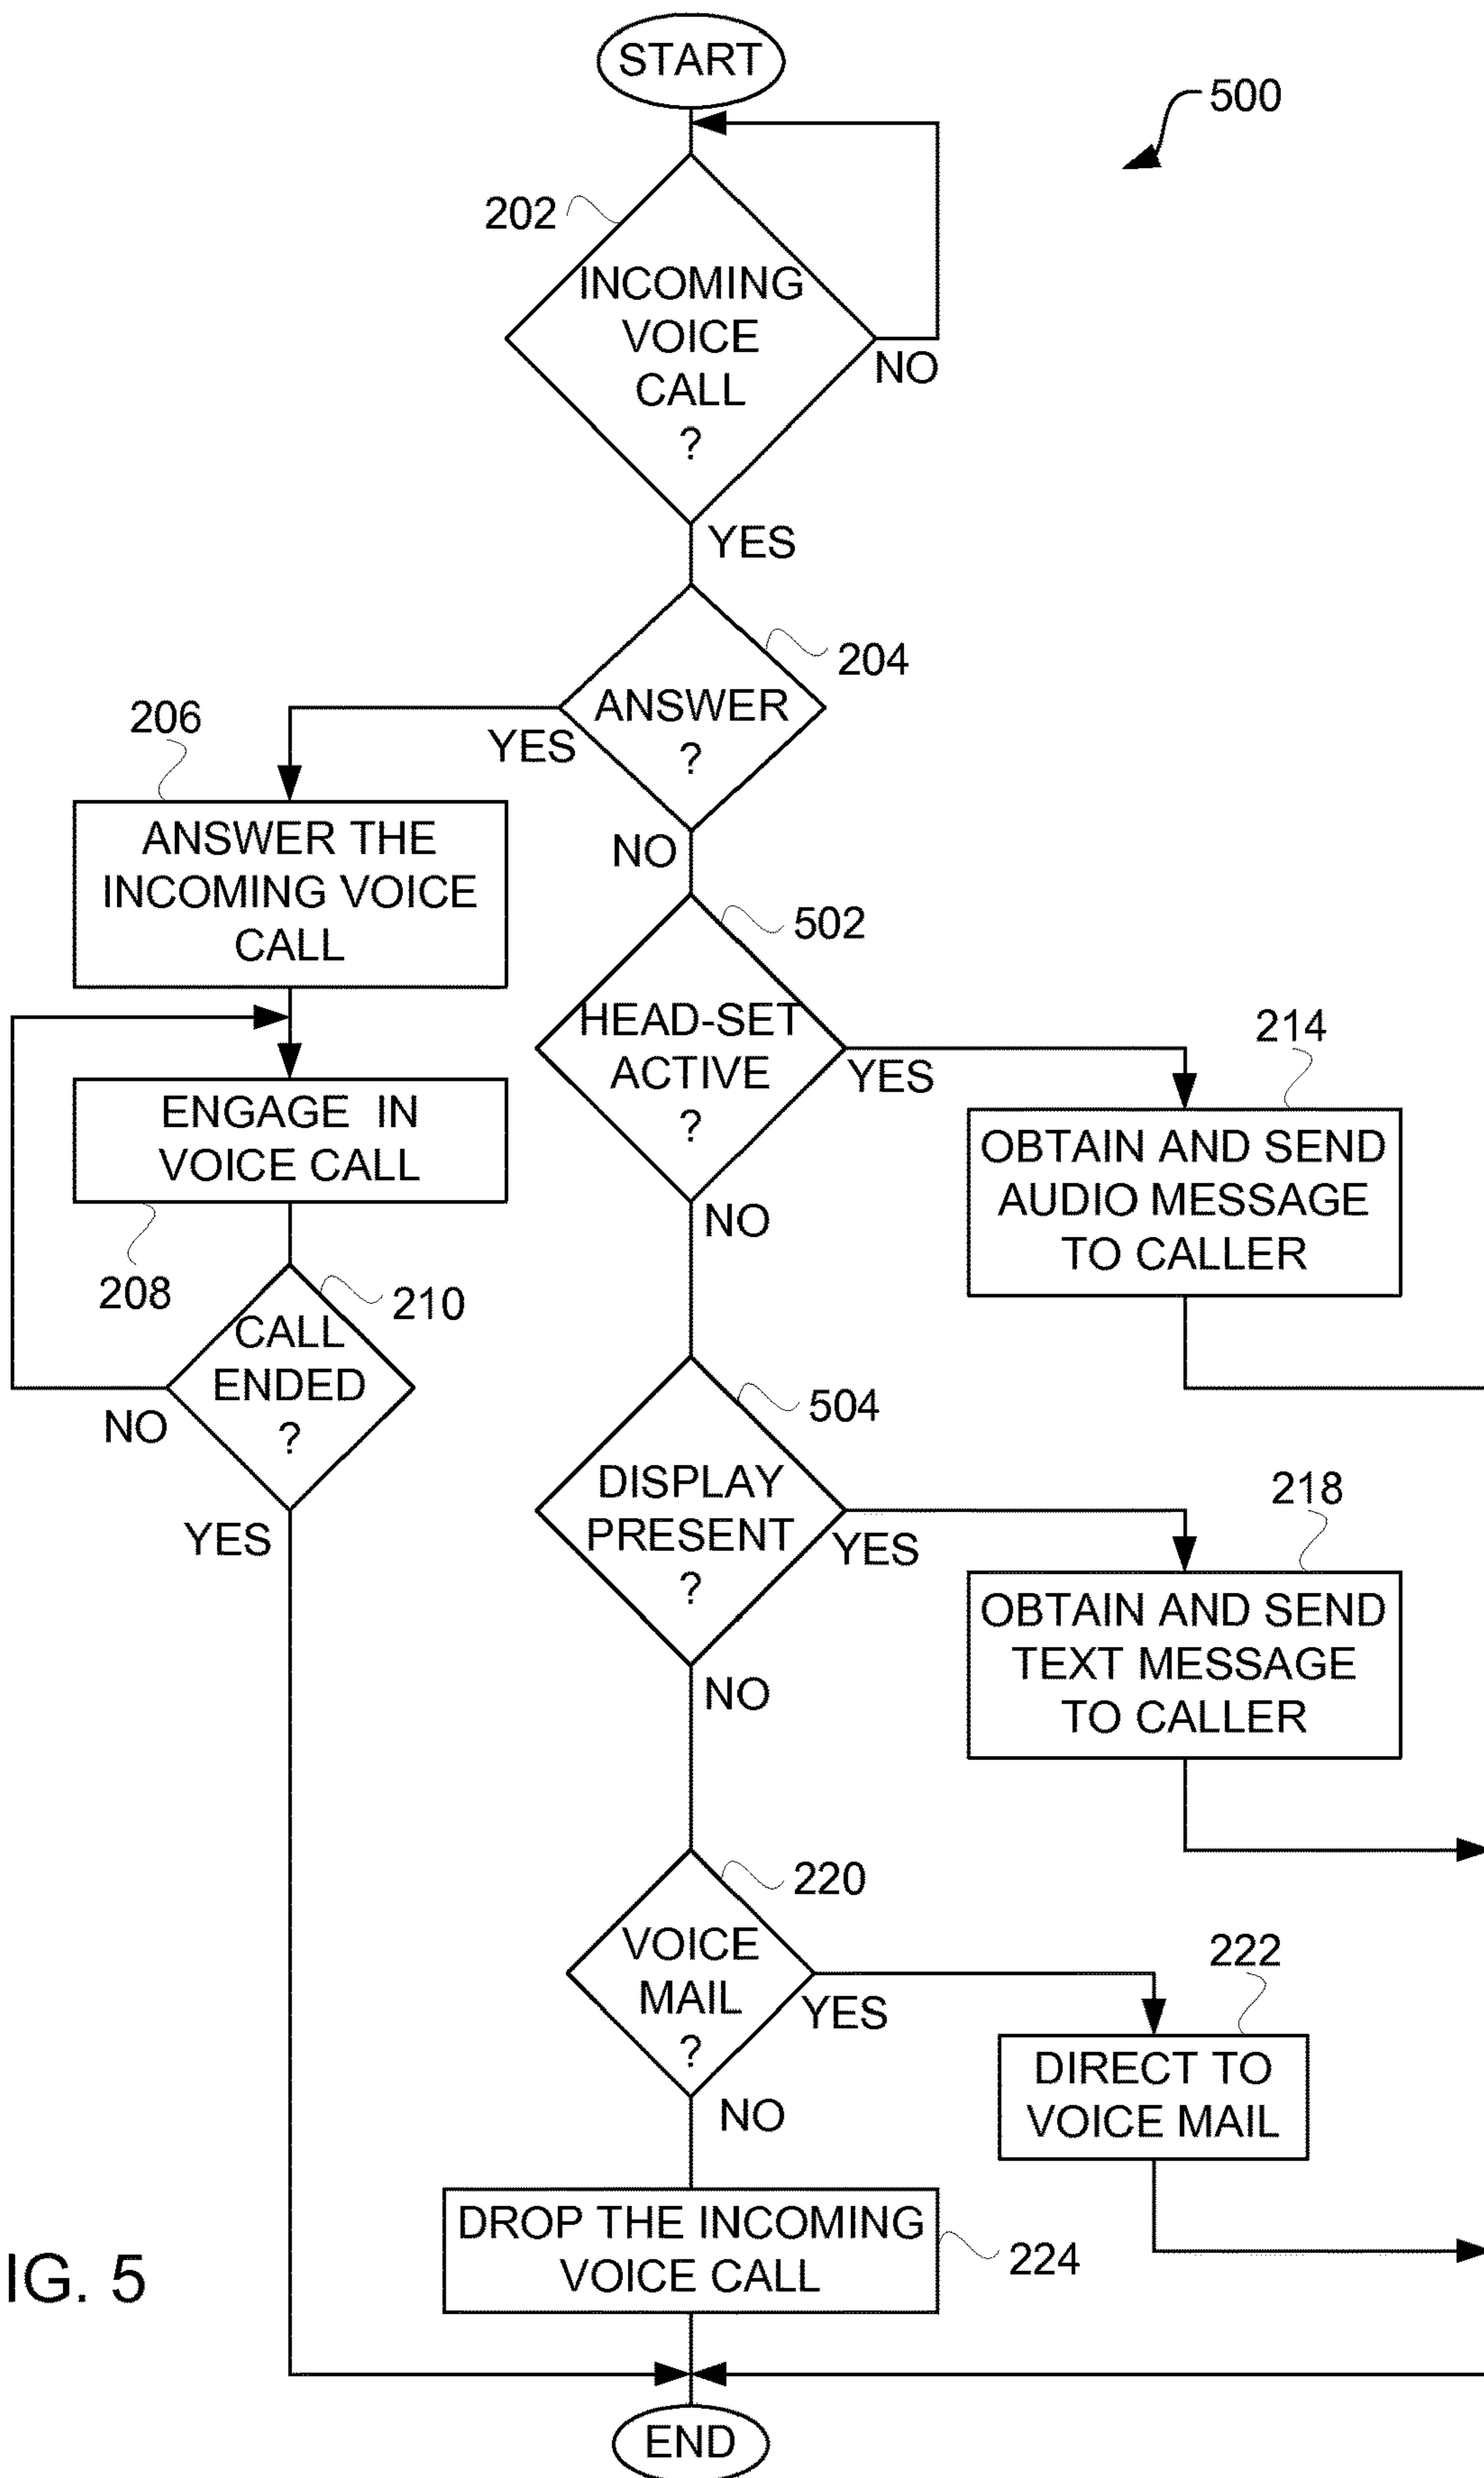 START
500
202
INCOMING
VOICE
CALL
?
NO
YES
204
ANSWER
?
YES
NO
206
ANSWER THE
INCOMING VOICE
CALL
502
HEAD-SET
ACTIVE
?
YES
NO
214
OBTAIN AND SEND
AUDIO MESSAGE
TO CALLER
ENGAGE IN
VOICE CALL
208
210
CALL
ENDED
?
NO
YES
504
DISPLAY
PRESENT
?
YES
NO
218
OBTAIN AND SEND
TEXT MESSAGE
TO CALLER
220
VOICE
MAIL
?
YES
NO
222
DIRECT TO
VOICE MAIL
DROP THE INCOMING
VOICE CALL
224
IG. 5
END